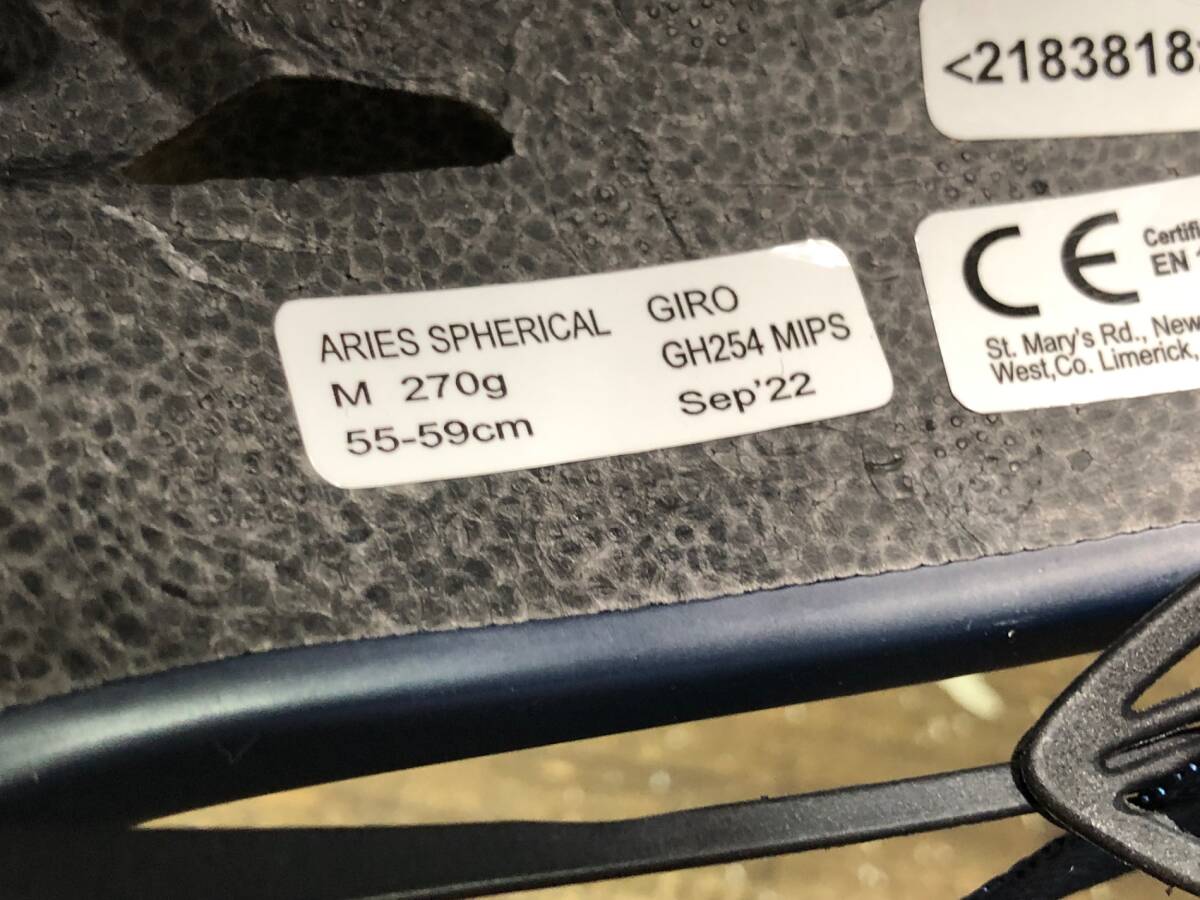 <2183818
CE
Certifi
EN 1
St. Mary's Rd., New
West,Co. Limerick,
ARIES SPHERICAL GIRO
M 270g GH254 MIPS
55-59cm Sep'22